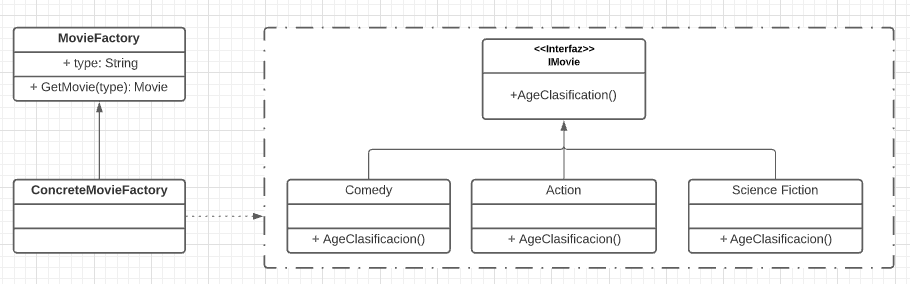 MovieFactory
+ type: String
+ GetMovie(type): Movie
ConcreteMovieFactory
<<Interfaz>>
IMovie
+AgeClasification()
Comedy
+ AgeClasificacion()
Action
+ AgeClasificacion()
Science Fiction
+ AgeClasificacion()